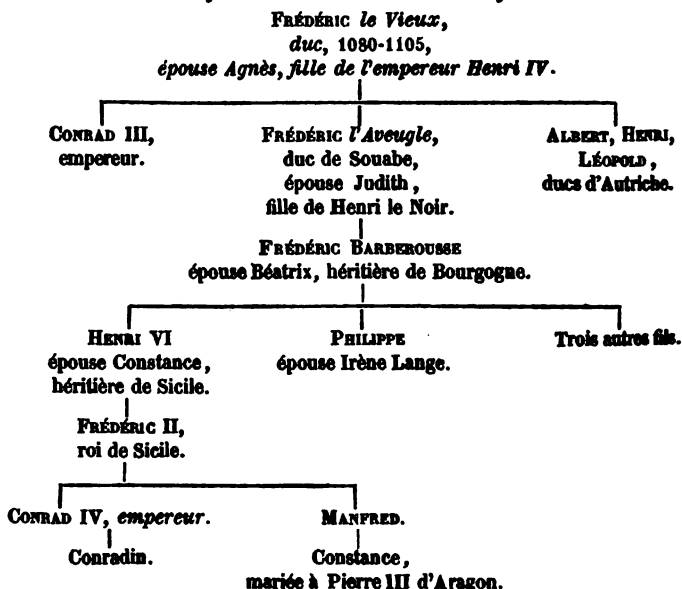 FRÉDÉRIC le Vieux,
duc, 1080-1105,
épouse Agnès, fille de l'empereur Henri IV.
CONRAD III,
empereur.
FRÉDÉRIC l'Aveugle,
duc de Souabe,
épouse Judith,
fille de Henri le Noir.
ALBERT, HENRI,
LÉOPOLD,
ducs d'Autriche.
FRÉDÉRIC BARBEROUSSE
épouse Béatrix, héritière de Bourgogne.
HENRI VI
épouse Constance,
héritière de Sicile.
PHILIPPE
épouse Irène Lange.
Trois autres fils.
FRÉDÉRIC II,
roi de Sicile.
CONRAD IV, empereur.
MANFRED.
Conradin.
Constance,
mariée à Pierre III d'Aragon.